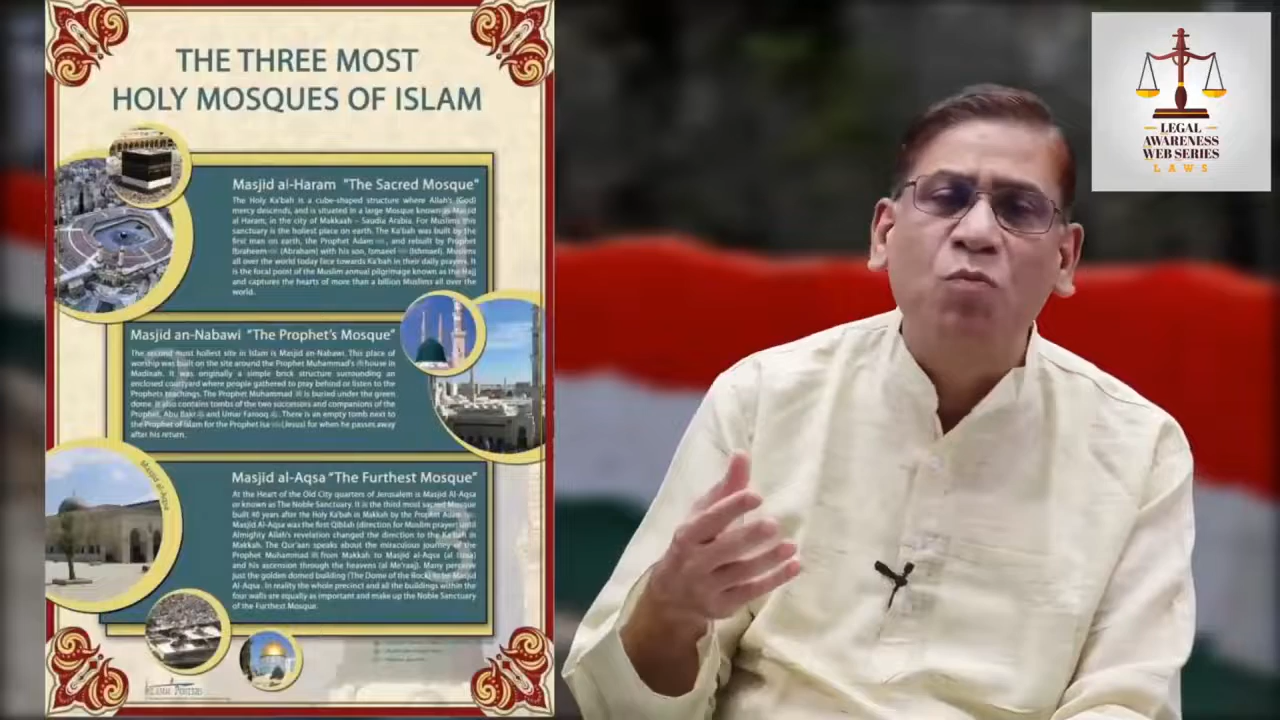 THE THREE MOST
HOLY MOSQUES OF ISLAM
Masjid al-Haram "The Sacred Mosque"
The Holy Ka'bah is a cube-shaped structure where Allah's (God)
mercy descends, and is situated in a large Mosque known as Masjid
al Haram, in the city of Makkaah – Saudia Arabia. For Muslims this
sanctuary is the holiest place on earth. The Ka'bah was built by the
first man on earth, the Prophet Adam, and rebuilt by Prophet
Ibraheem (Abraham) with his son, Ismaeel (Ishmael). Muslims
all over the world today face towards Ka'bah in their daily prayers. It
is the focal point of the Muslim annual pilgrimage known as the Hajj
and captures the hearts of more than a billion Muslims all over the
world.
Masjid an-Nabawi "The Prophet's Mosque"
The second most holiest site in Islam is Masjid an-Nabawi. This place of
worship was built on the site around the Prophet Muhammad's ﷺ house in
Madinah. It was originally a simple brick structure surrounding an
enclosed courtyard where people gathered to pray behind or listen to the
Prophets teachings. The Prophet Muhammad ﷺ is buried under the green
dome. It also contains tombs of the two successors and companions of the
Prophet, Abu Bakr and Umar Farooq. There is an empty tomb next to
the Prophet of Islam for the Prophet Isa (Jesus) for when he passes away
after his return.
Masjid al-Aqsa "The Furthest Mosque"
At the Heart of the Old City quarters of Jerusalem is Masjid Al-Aqsa
or known as The Noble Sanctuary. It is the third most sacred Mosque
built 40 years after the Holy Ka'bah in Makkah by the Prophet Adam
Masjid Al-Aqsa was the first Qiblah (direction for Muslim prayer) until
Almighty Allah's revelation changed the direction to the Ka'bah in
Makkah. The Qur'aan speaks about the miraculous journey of the
Prophet Muhammad ﷺ from Makkah to Masjid al-Aqsa (al Isra)
and his ascension through the heavens (al Me'raaj). Many perceive
just the golden domed building (The Dome of the Rock) to be Masjid
Al-Aqsa. In reality the whole precinct and all the buildings within the
four walls are equally as important and make up the Noble Sanctuary
of the Furthest Mosque.
Masjid al-Aqsa
ISLAMIC POSTERS
LEGAL
AWARENESS
WEB SERIES
LAWS